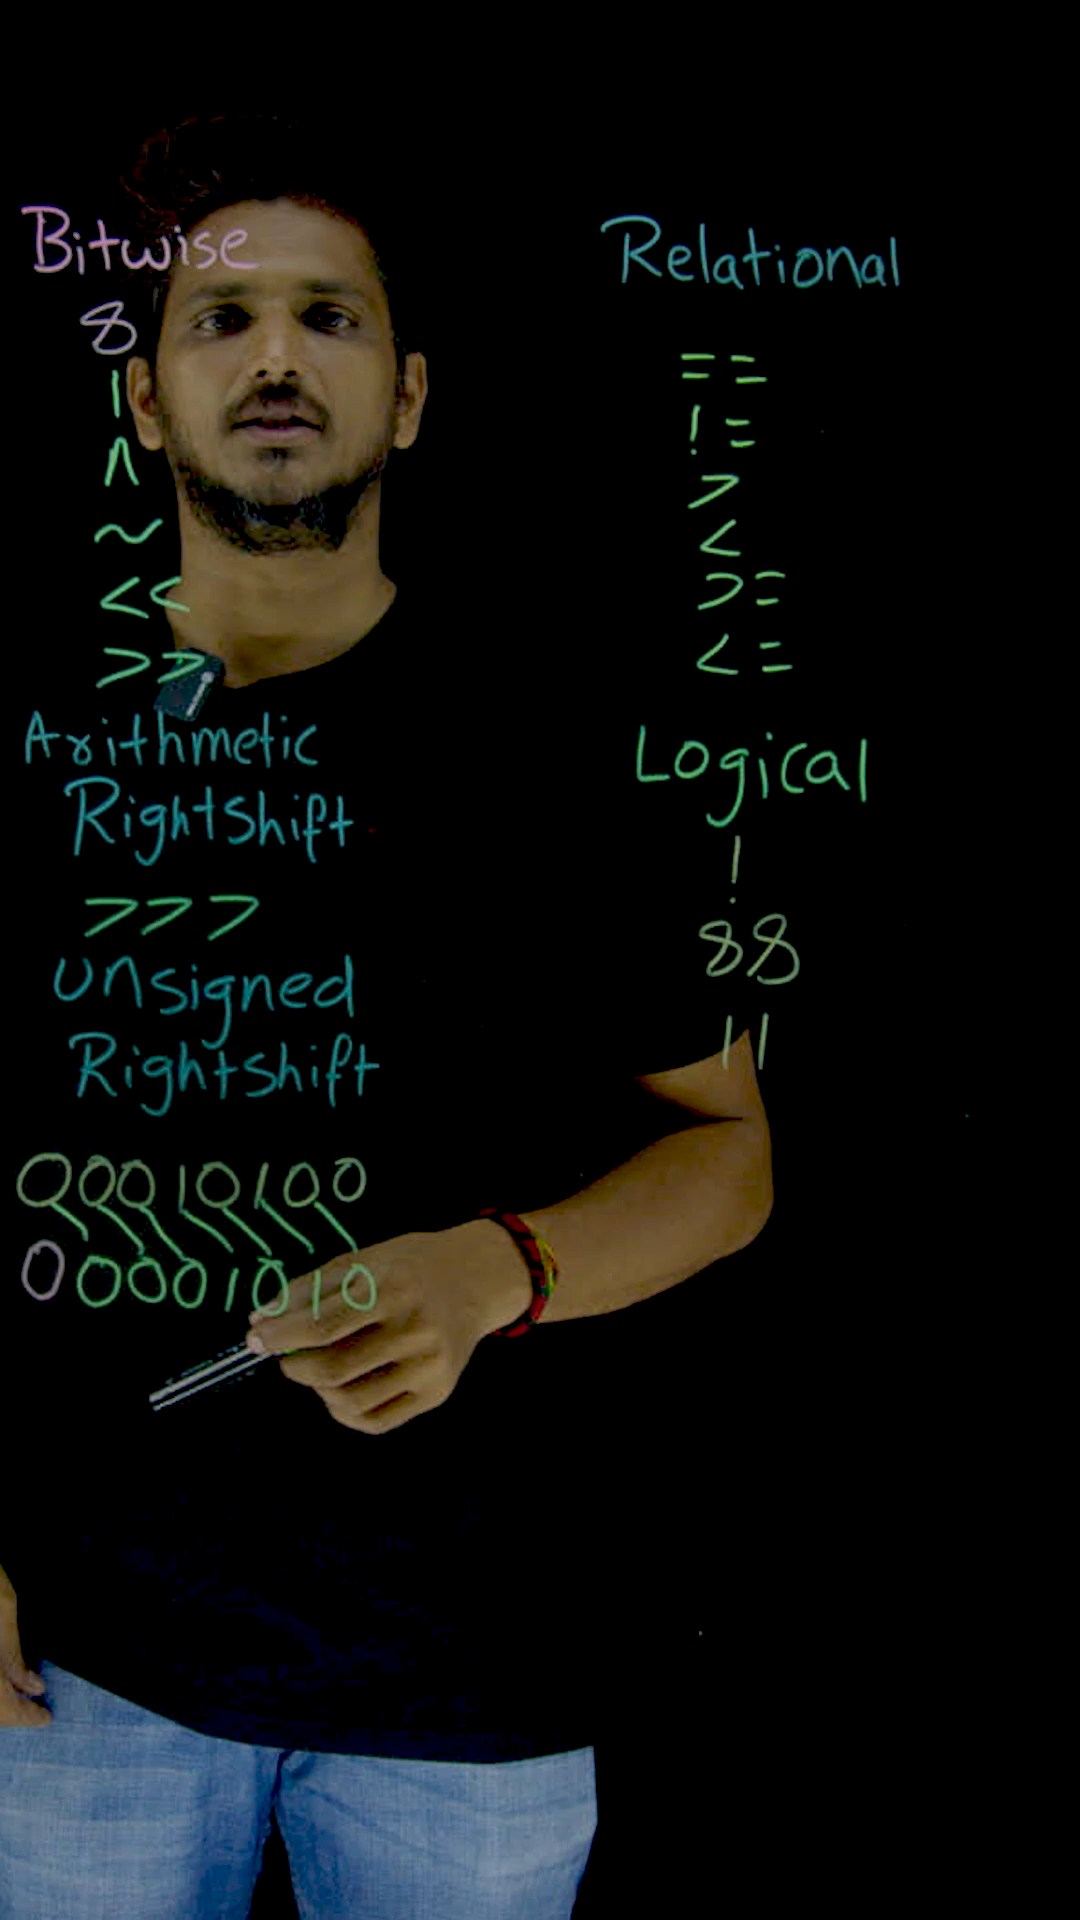 Bitwise
&
|
^
~
<<
>>
Arithmetic
Rightshift
>>>
Unsigned
Rightshift
00010100
00001010
Relational
==
!=
>
<
>=
<=
Logical
!
&&
||